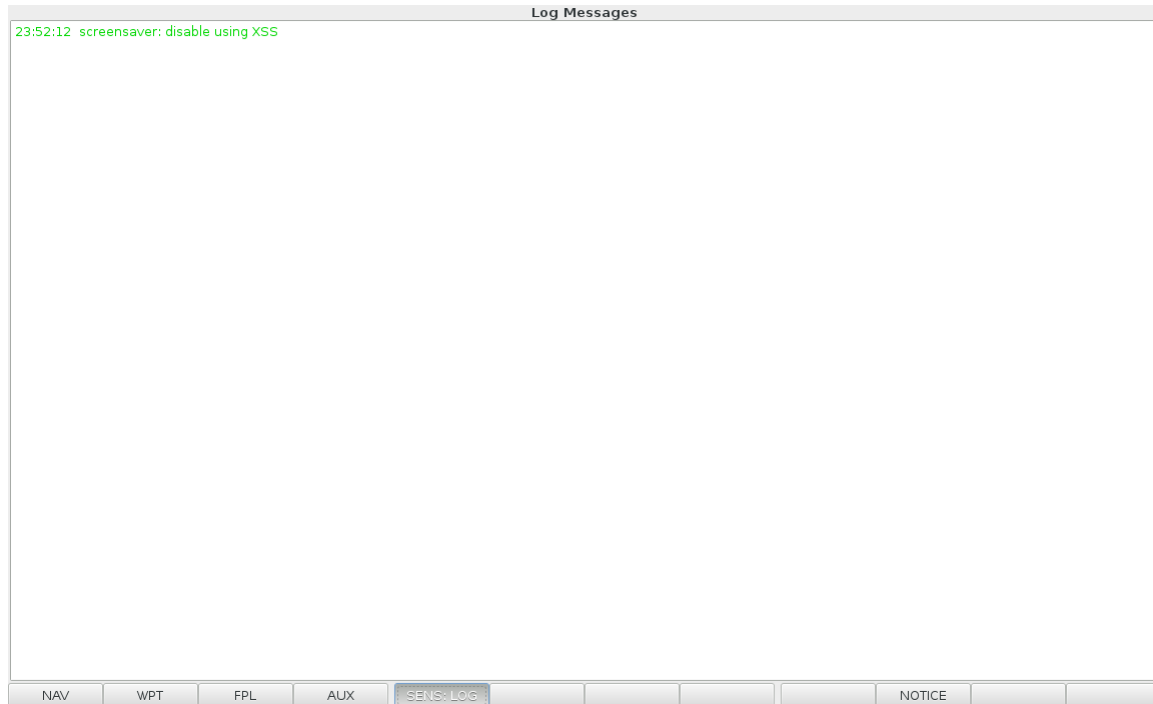 Log Messages
23:52:12 screensaver: disable using XSS
NAV WPT FPL AUX SENS: LOG NOTICE